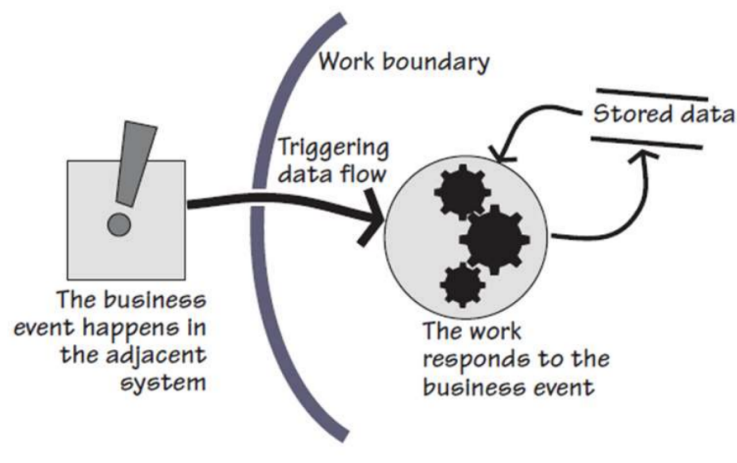 Work boundary
Stored data
Triggering
data flow
The business
event happens in
the adjacent
system
The work
responds to the
business event